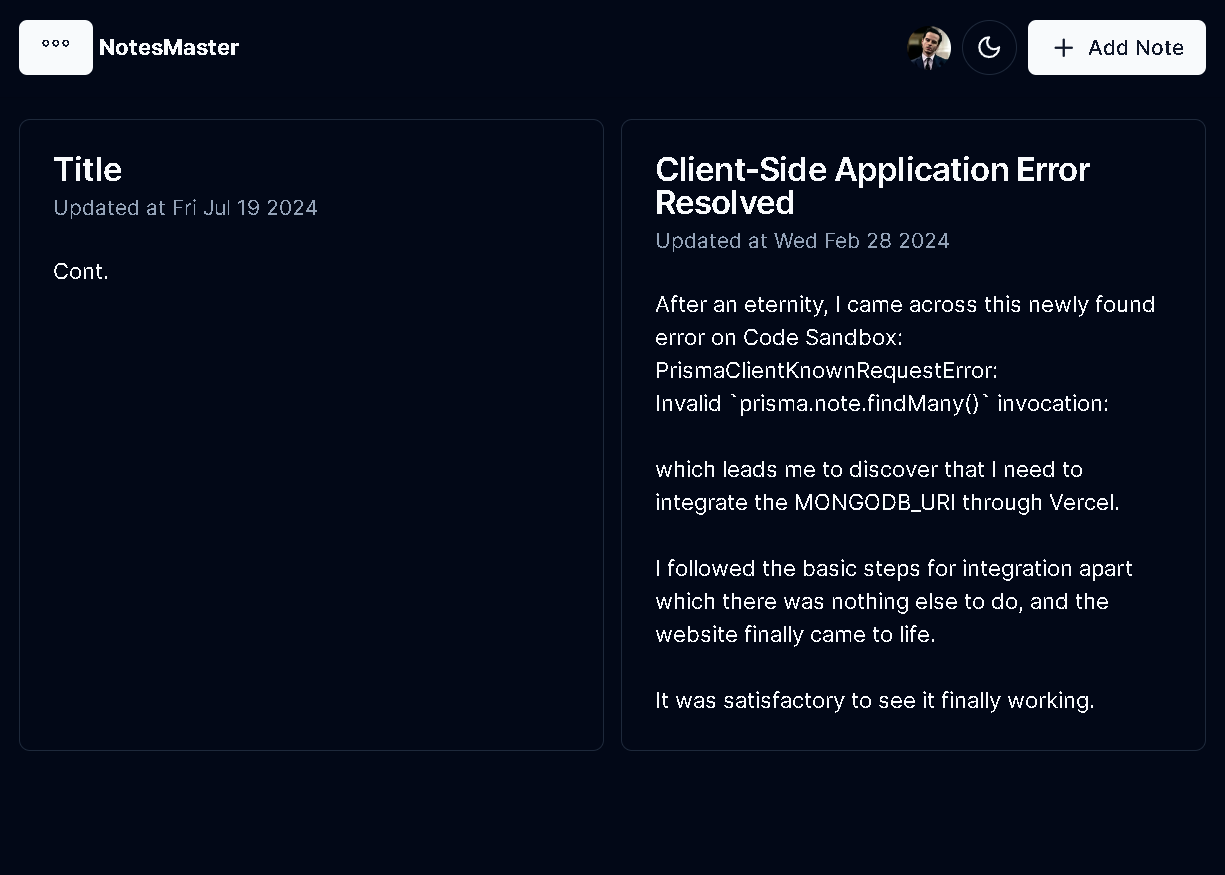 NotesMaster
Add Note
Title
Updated at Fri Jul 19 2024
Cont.
Client-Side Application Error
Resolved
Updated at Wed Feb 28 2024
After an eternity, I came across this newly found
error on Code Sandbox:
PrismaClientKnownRequestError:
Invalid `prisma.note.findMany()` invocation:
which leads me to discover that I need to
integrate the MONGODB_URI through Vercel.
I followed the basic steps for integration apart
which there was nothing else to do, and the
website finally came to life.
It was satisfactory to see it finally working.